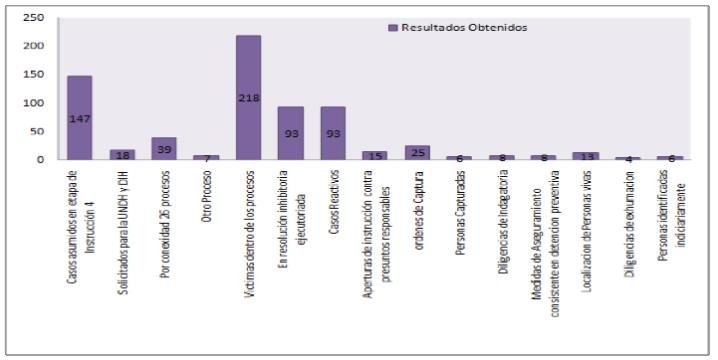 250
Resultados Obtenidos
200
150
100
50
0
147
18
39
7
218
93
93
15
25
6
8
8
13
4
6
Casos asumidos en etapa de
Instrucción 4
Solicitados para la UNDH y DIH
Por conexidad 26 procesos
Otro Proceso
Victimas dentro de los procesos
En resolución inhibitoria
ejecutoriada
Casos Reactivos
Aperturas de instrucción contra
presuntos responsables
ordenes de Captura
Personas Capturadas
Diligencias de Indagatoria
Medidas de Aseguramiento
consistente en detencion preventiva
Localizacion de Personas vivas
Diligencias de exhumacion
Personas identificadas
indiciariamente